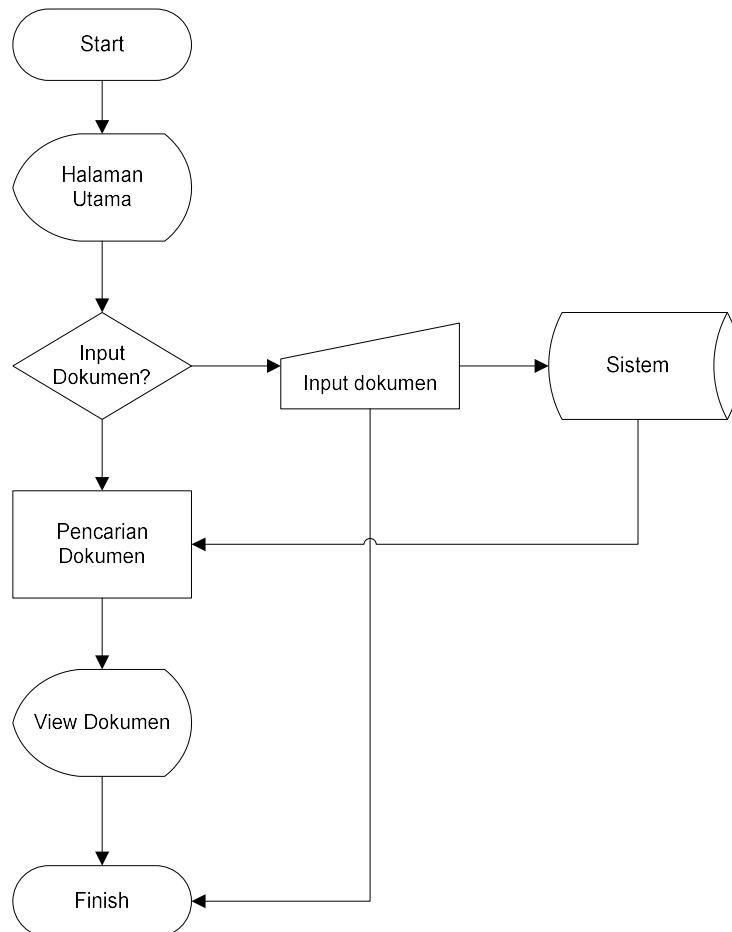 Start
Halaman
Utama
Input
Dokumen?
Input dokumen
Sistem
Pencarian
Dokumen
View Dokumen
Finish